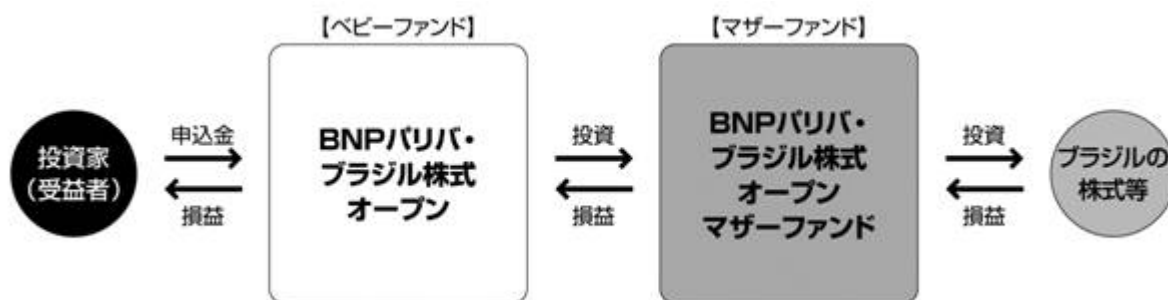 【ベビーファンド】
【マザーファンド】
投資家
（受益者）
申込金
損益
BNPパリバ・
ブラジル株式
オープン
投資
損益
BNPパリバ・
ブラジル株式
オープン
マザーファンド
投資
損益
ブラジルの
株式等